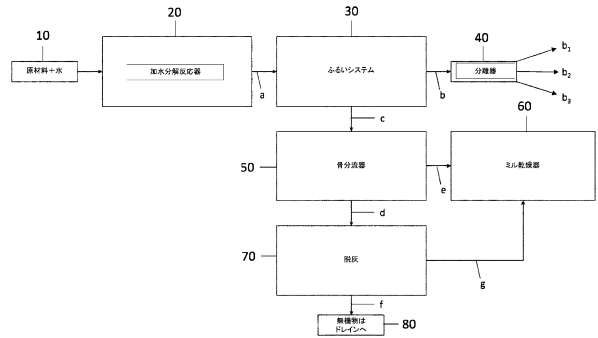 10
20
30
40
60
原材料＋水
加水分解反応器
ふるいシステム
分離器
b₁
b₂
b₃
a
b
c
50
骨分流器
ミル乾燥器
e
d
70
脱灰
g
f
無機物は
ドレインへ
80